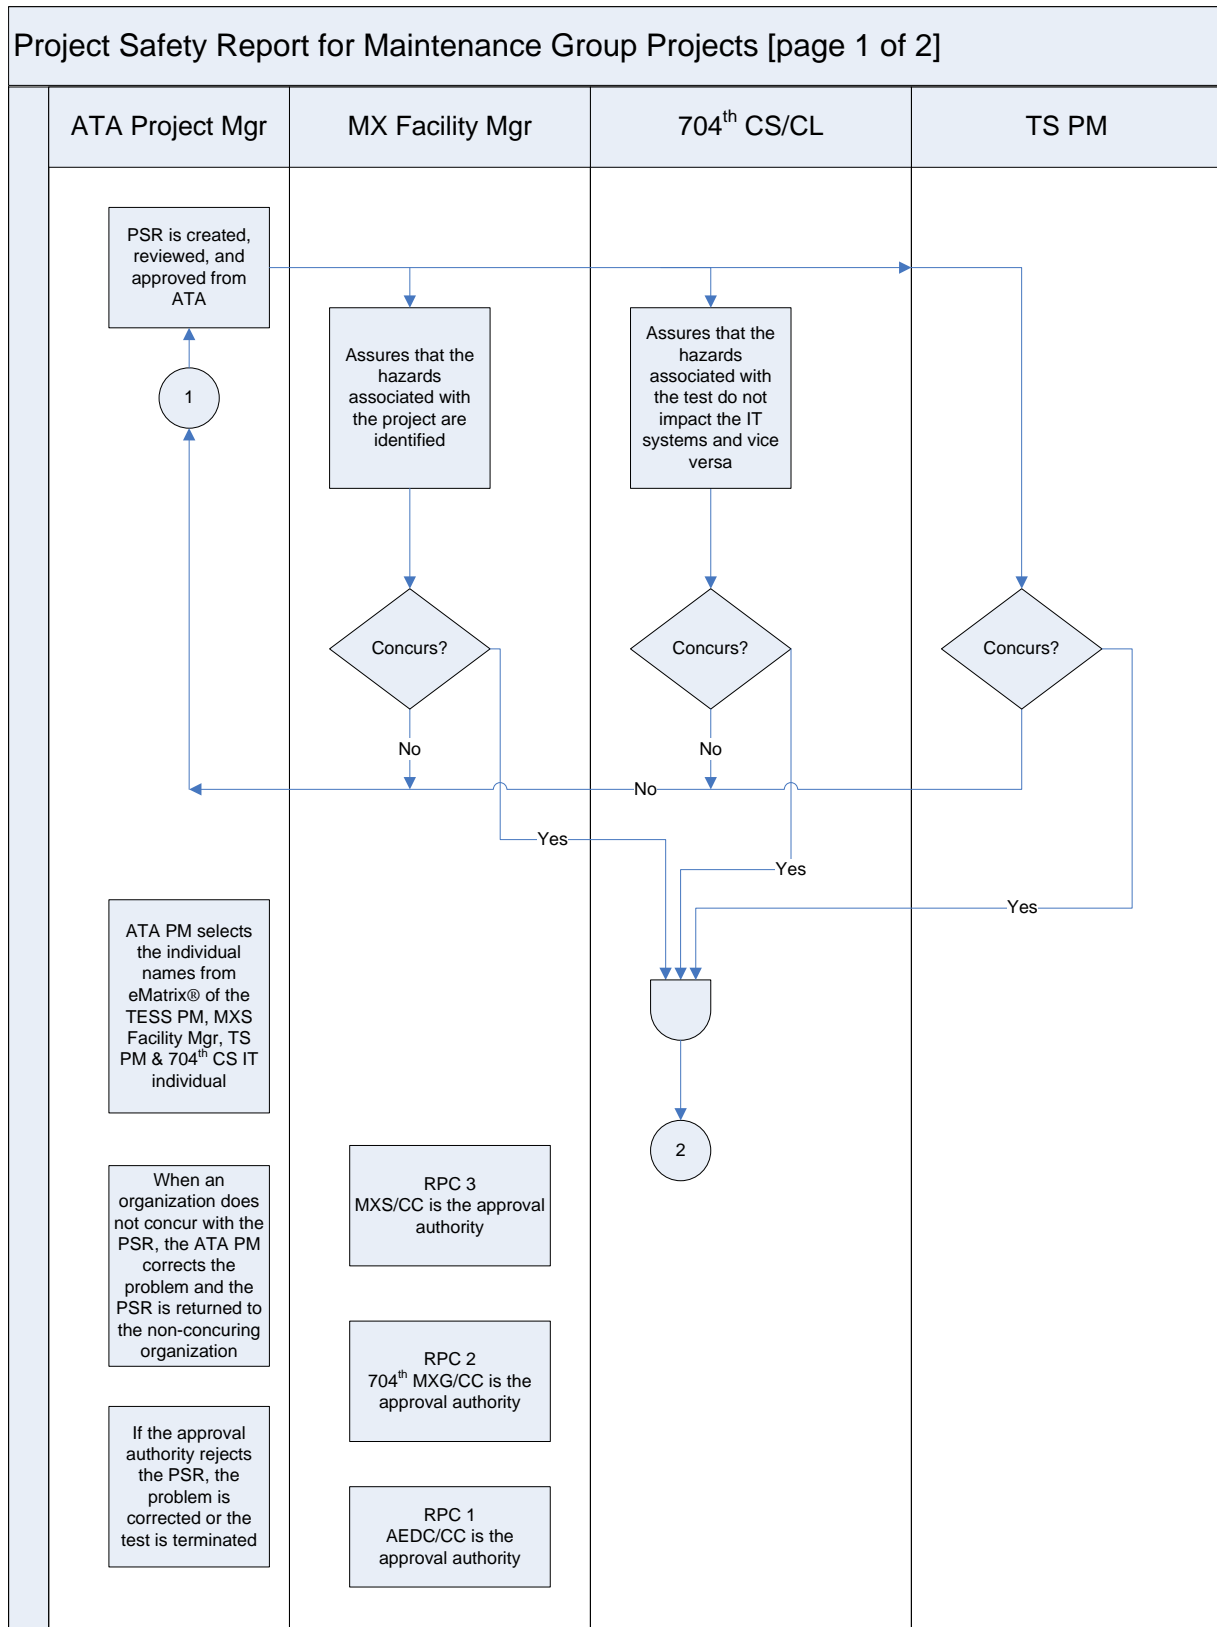 Project Safety Report for Maintenance Group Projects [page 1 of 2]
ATA Project Mgr
MX Facility Mgr
704th CS/CL
TS PM
PSR is created,
reviewed, and
approved from
ATA
1
Assures that the
hazards
associated with
the project are
identified
Assures that the
hazards
associated with
the test do not
impact the IT
systems and vice
versa
Concurs?
Concurs?
Concurs?
No
No
No
Yes
Yes
Yes
ATA PM selects
the individual
names from
eMatrix® of the
TESS PM, MXS
Facility Mgr, TS
PM & 704th CS IT
individual
2
When an
organization does
not concur with the
PSR, the ATA PM
corrects the
problem and the
PSR is returned to
the non-concuring
organization
If the approval
authority rejects
the PSR, the
problem is
corrected or the
test is terminated
RPC 3
MXS/CC is the approval
authority
RPC 2
704th MXG/CC is the
approval authority
RPC 1
AEDC/CC is the
approval authority